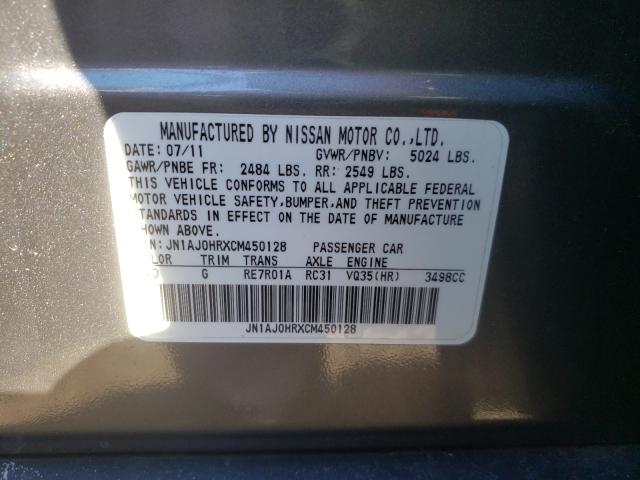 MANUFACTURED BY NISSAN MOTOR CO.,LTD.
DATE: 07/11 GVWR/PNBV: 5024 LBS.
GAWR/PNBE FR: 2484 LBS. RR: 2549 LBS.
THIS VEHICLE CONFORMS TO ALL APPLICABLE FEDERAL
MOTOR VEHICLE SAFETY,BUMPER,AND THEFT PREVENTION
STANDARDS IN EFFECT ON THE DATE OF MANUFACTURE
SHOWN ABOVE.
N: JN1AJ0HRXCM450128 PASSENGER CAR
LOR TRIM TRANS AXLE ENGINE
G RE7R01A RC31 VQ35(HR) 3498CC
JN1AJ0HRXCM450128